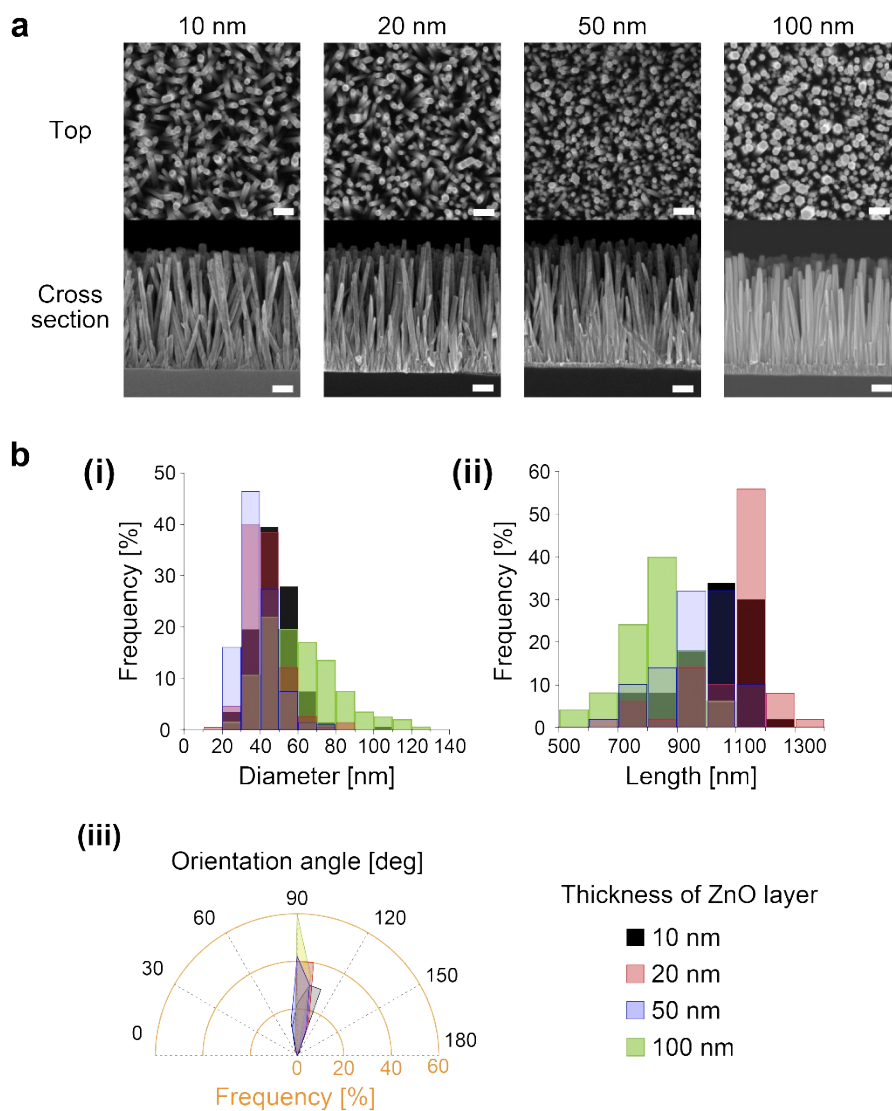 a
10 nm 20 nm 50 nm 100 nm
Top
Cross
section
b
(i)
50
40
30
20
10
0
Frequency [%]
0 20 40 60 80 100 120 140
Diameter [nm]
(ii)
60
50
40
30
20
10
0
Frequency [%]
500 700 900 1100 1300
Length [nm]
(iii)
Orientation angle [deg]
90
60 120
30 150
0 180
0 20 40 60
Frequency [%]
Thickness of ZnO layer
10 nm
20 nm
50 nm
100 nm